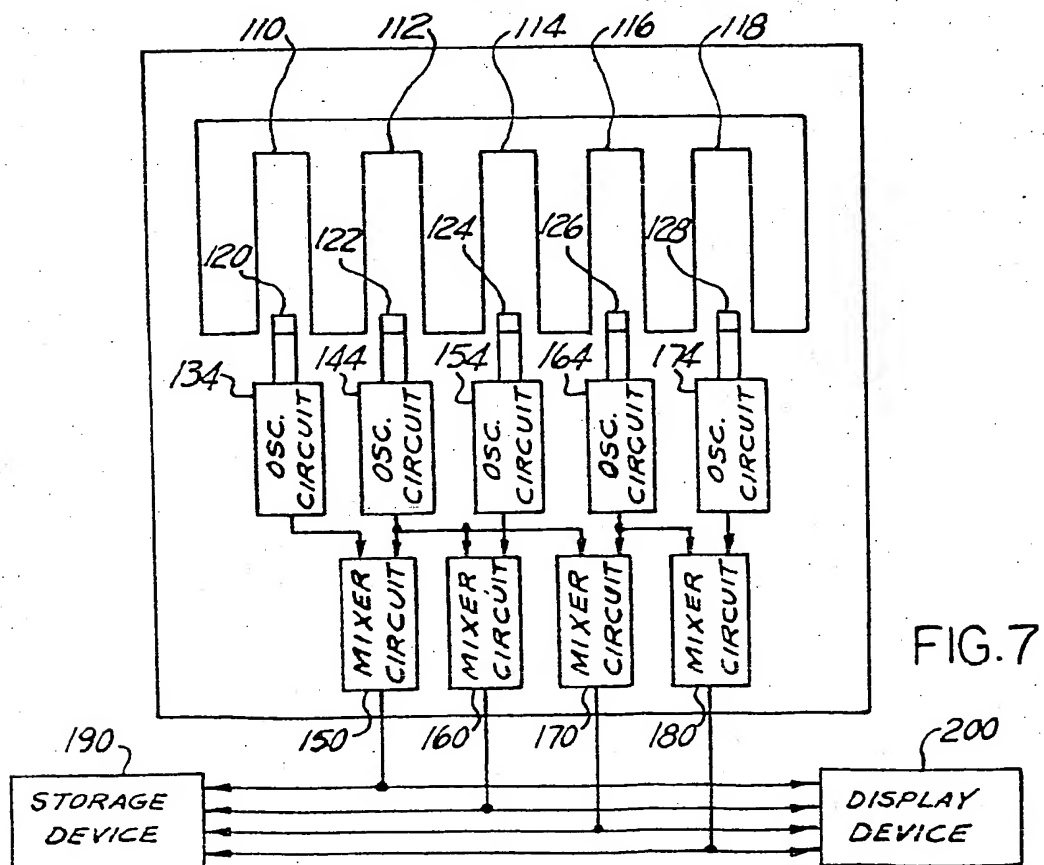 110 112 114 116 118
120 122 124 126 128
134 144 154 164 174
OSC.
CIRCUIT
OSC.
CIRCUIT
OSC.
CIRCUIT
OSC.
CIRCUIT
OSC.
CIRCUIT
MIXER
CIRCUIT
MIXER
CIRCUIT
MIXER
CIRCUIT
MIXER
CIRCUIT
FIG.7
150 160 170 180
190 200
STORAGE
DEVICE
DISPLAY
DEVICE